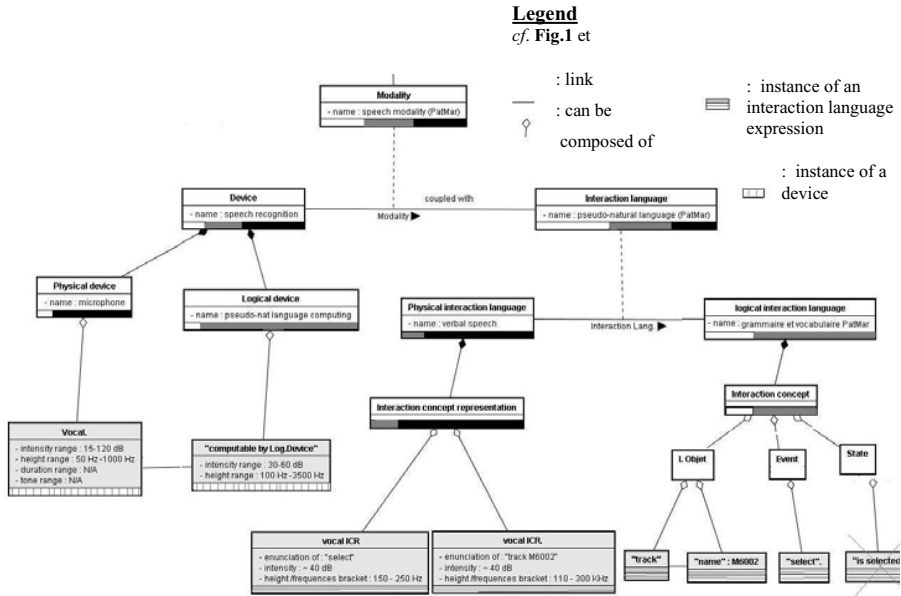 Legend
cf. Fig.1 et
: link
: can be
composed of
: instance of an
interaction language
expression
: instance of a
device
Modality
- name : speech modality (PatMar)
Device
- name : speech recognition
coupled with
Modality
Interaction language
- name : pseudo-natural language (PatMar)
Physical device
- name : microphone
Logical device
- name : pseudo-nat language computing
Physical interaction language
- name : verbal speech
Interaction Lang.
logical interaction language
- name : grammaire et vocabulaire PatMar
Interaction concept representation
Interaction concept
Vocal.
- intensity range : 15-120 dB
- height range : 50 Hz -1000 Hz
- duration range : N/A
- tone range : N/A
"computable by Log.Device"
- intensity range : 30-60 dB
- height range : 100 Hz -3500 Hz
I. Objet
Event
State
vocal ICR
- enunciation of : "select"
- intensity : ~ 40 dB
- height /frequences bracket : 150 - 250 Hz
vocal ICR.
- enunciation of : "track M6002"
- intensity : ~ 40 dB
- height /frequences bracket : 110 - 300 KHz
"track"
"name" : M6002
"select".
"is selected